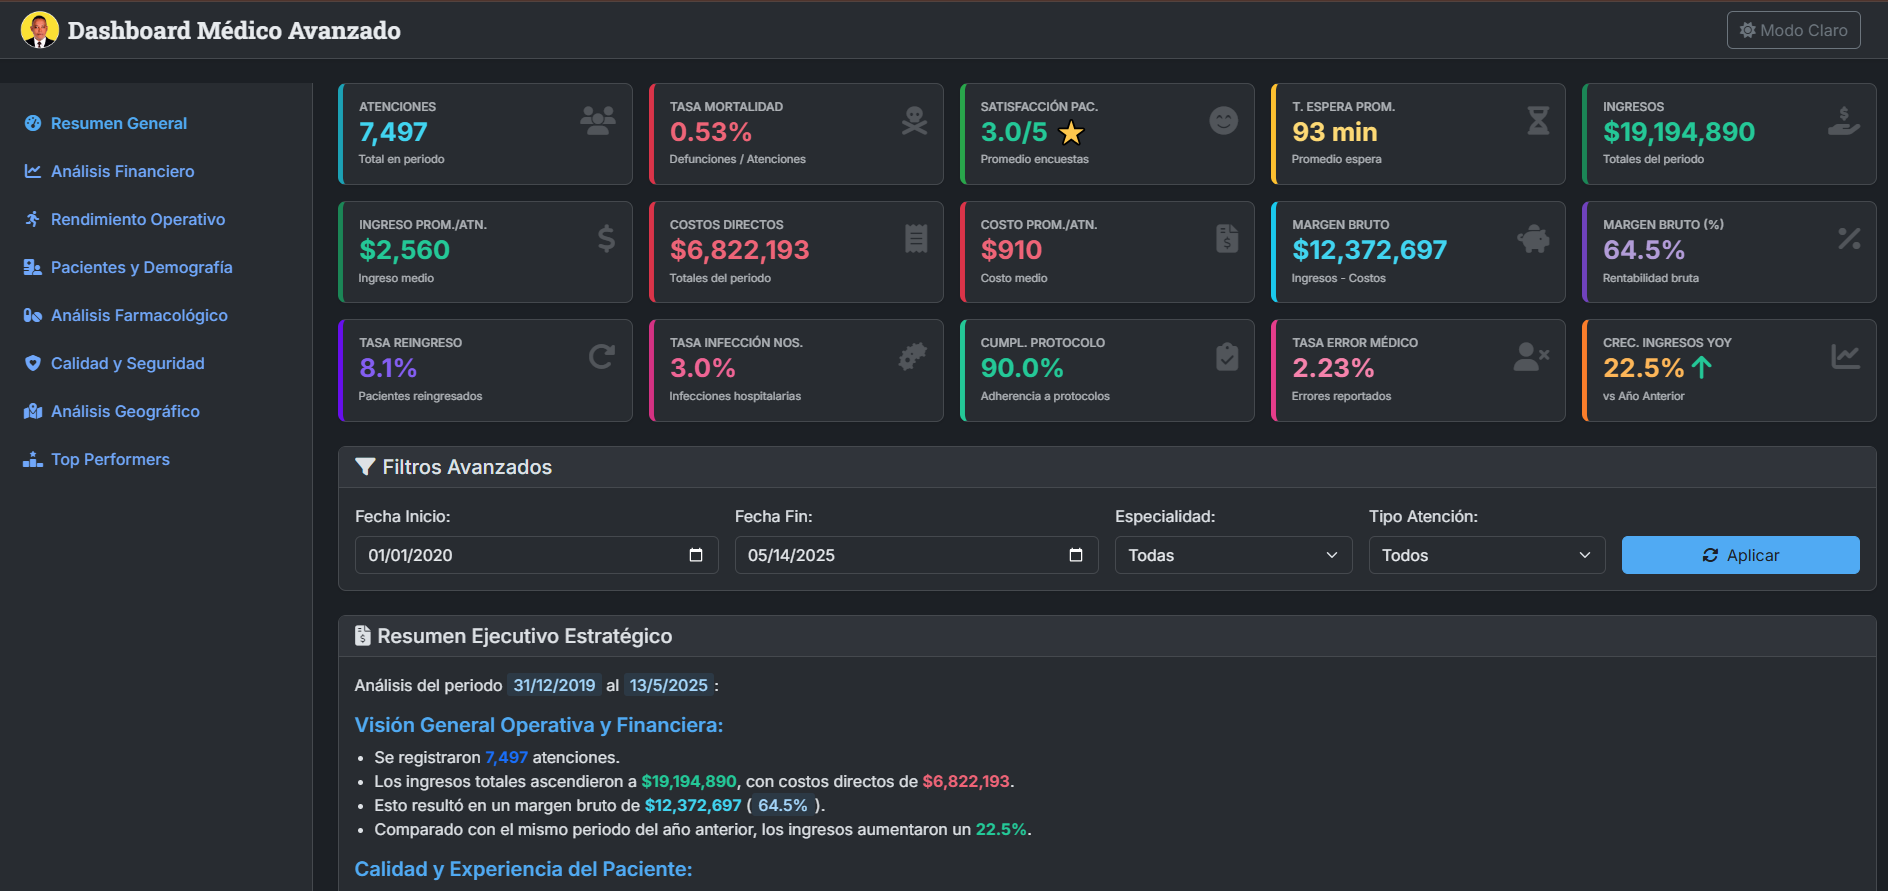 Dashboard Médico Avanzado
Modo Claro
Resumen General
Análisis Financiero
Rendimiento Operativo
Pacientes y Demografía
Análisis Farmacológico
Calidad y Seguridad
Análisis Geográfico
Top Performers
ATENCIONES
7,497
Total en periodo
TASA MORTALIDAD
0.53%
Defunciones / Atenciones
SATISFACCIÓN PAC.
3.0/5
Promedio encuestas
T. ESPERA PROM.
93 min
Promedio espera
INGRESOS
$19,194,890
Totales del periodo
INGRESO PROM./ATN.
$2,560
Ingreso medio
COSTOS DIRECTOS
$6,822,193
Totales del periodo
COSTO PROM./ATN.
$910
Costo medio
MARGEN BRUTO
$12,372,697
Ingresos - Costos
MARGEN BRUTO (%)
64.5%
Rentabilidad bruta
TASA REINGRESO
8.1%
Pacientes reingresados
TASA INFECCIÓN NOS.
3.0%
Infecciones hospitalarias
CUMPL. PROTOCOLO
90.0%
Adherencia a protocolos
TASA ERROR MÉDICO
2.23%
Errores reportados
CREC. INGRESOS YOY
22.5%
vs Año Anterior
Filtros Avanzados
Fecha Inicio:
01/01/2020
Fecha Fin:
05/14/2025
Especialidad:
Todas
Tipo Atención:
Todos
Aplicar
Resumen Ejecutivo Estratégico
Análisis del periodo 31/12/2019 al 13/5/2025 :
Visión General Operativa y Financiera:
• Se registraron 7,497 atenciones.
• Los ingresos totales ascendieron a $19,194,890, con costos directos de $6,822,193.
• Esto resultó en un margen bruto de $12,372,697 ( 64.5% ).
• Comparado con el mismo periodo del año anterior, los ingresos aumentaron un 22.5%.
Calidad y Experiencia del Paciente: